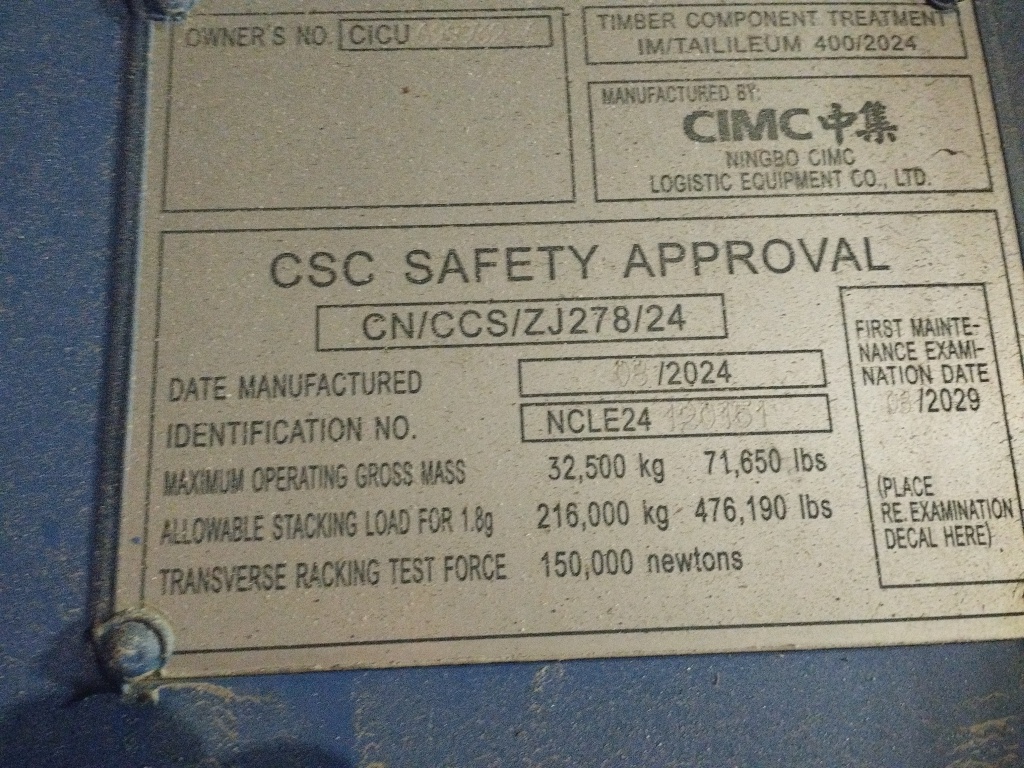 OWNER'S NO. CICU
TIMBER COMPONENT TREATMENT
IM/TAILILEUM 400/2024
MANUFACTURED BY:
CIMC 中集
NINGBO CIMC
LOGISTIC EQUIPMENT CO., LTD.
CSC SAFETY APPROVAL
CN/CCS/ZJ278/24
DATE MANUFACTURED 08/2024
IDENTIFICATION NO. NCLE24
MAXIMUM OPERATING GROSS MASS 32,500 kg 71,650 lbs
ALLOWABLE STACKING LOAD FOR 1.8g 216,000 kg 476,190 lbs
TRANSVERSE RACKING TEST FORCE 150,000 newtons
FIRST MAINTE-
NANCE EXAMI-
NATION DATE
08/2029
(PLACE
RE.EXAMINATION
DECAL HERE)